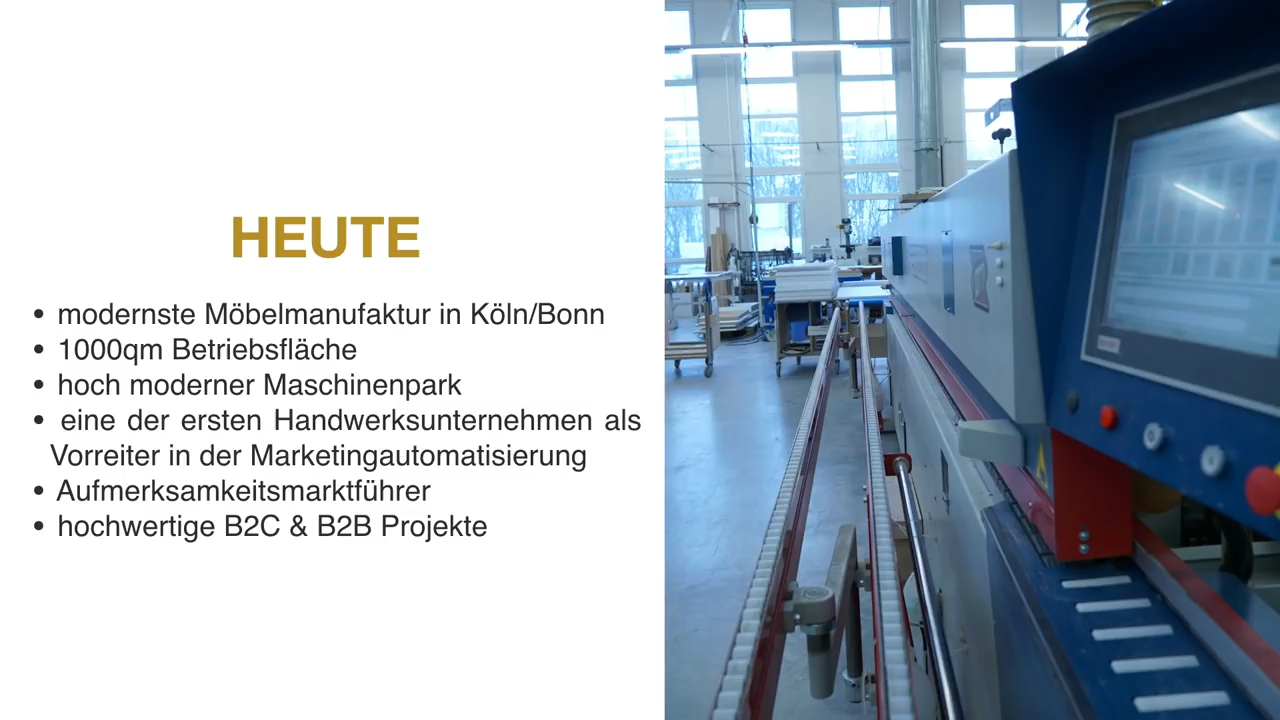 HEUTE
• modernste Möbelmanufaktur in Köln/Bonn
• 1000qm Betriebsfläche
• hoch moderner Maschinenpark
• eine der ersten Handwerksunternehmen als
Vorreiter in der Marketingautomatisierung
• Aufmerksamkeitsmarktführer
• hochwertige B2C & B2B Projekte